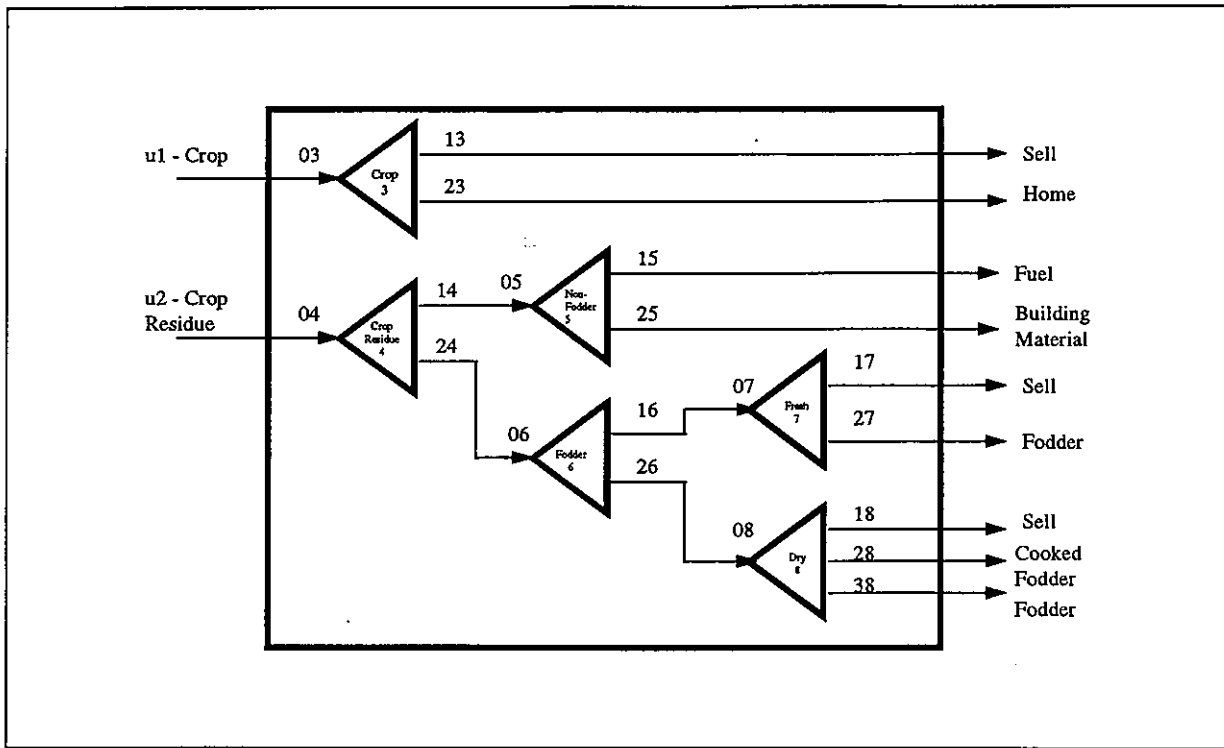 u1 - Crop
03
Crop
3
13
23
Sell
Home
u2 - Crop
Residue
04
Crop
Residue
4
14
24
05
Non-
Fodder
5
15
25
Fuel
Building
Material
06
Fodder
6
16
26
07
Fresh
7
17
27
Sell
Fodder
08
Dry
8
18
28
38
Sell
Cooked
Fodder
Fodder